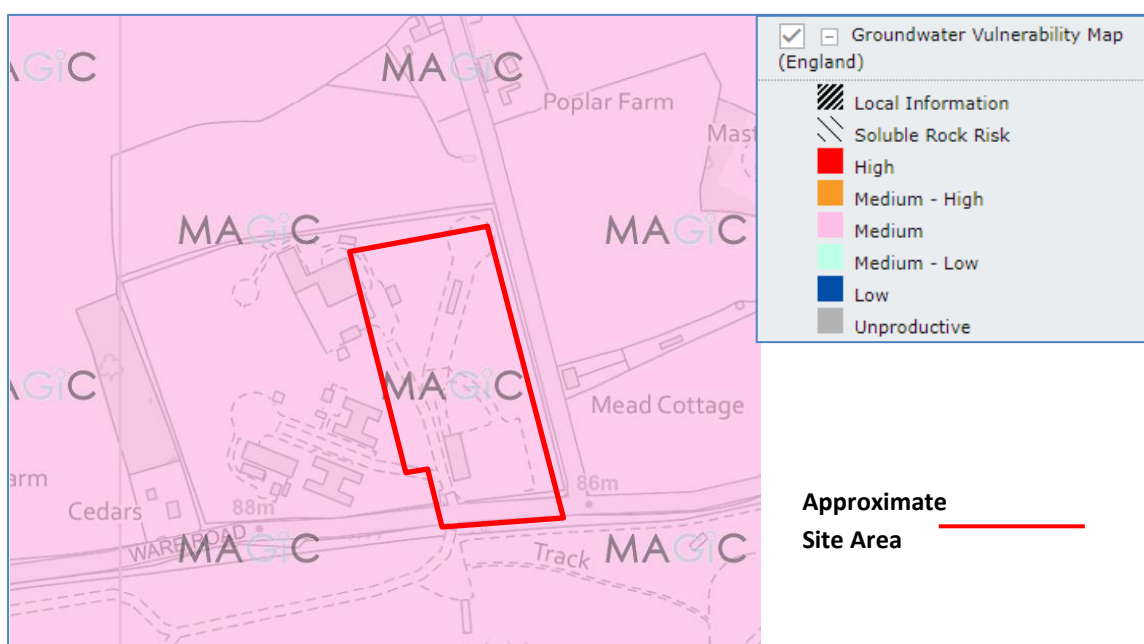 MAGiC
MAGiC
Poplar Farm
MAGiC
MAGiC
MAGiC
MAGiC
Mead Cottage
arm
Cedars
88m
86m
WARE ROAD
MAGiC
Track
MAGiC
Groundwater Vulnerability Map
(England)
Local Information
Soluble Rock Risk
High
Medium - High
Medium
Medium - Low
Low
Unproductive
Approximate
Site Area